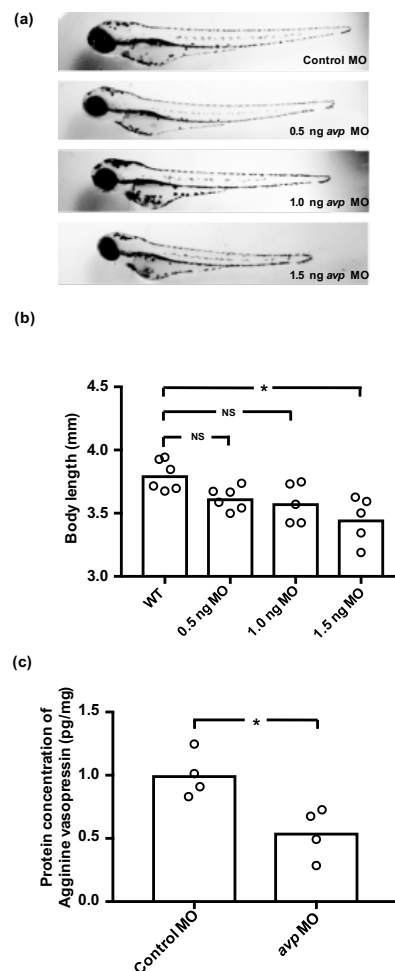 (a)
Control MO
0.5 ng avp MO
1.0 ng avp MO
1.5 ng avp MO
(b)
Body length (mm)
4.5
4.0
3.5
3.0
*
NS
NS
WT
0.5 ng MO
1.0 ng MO
1.5 ng MO
(c)
Protein concentration of
Agginine vasopressin (pg/mg)
1.5
1.0
0.5
0.0
*
Control MO
avp MO